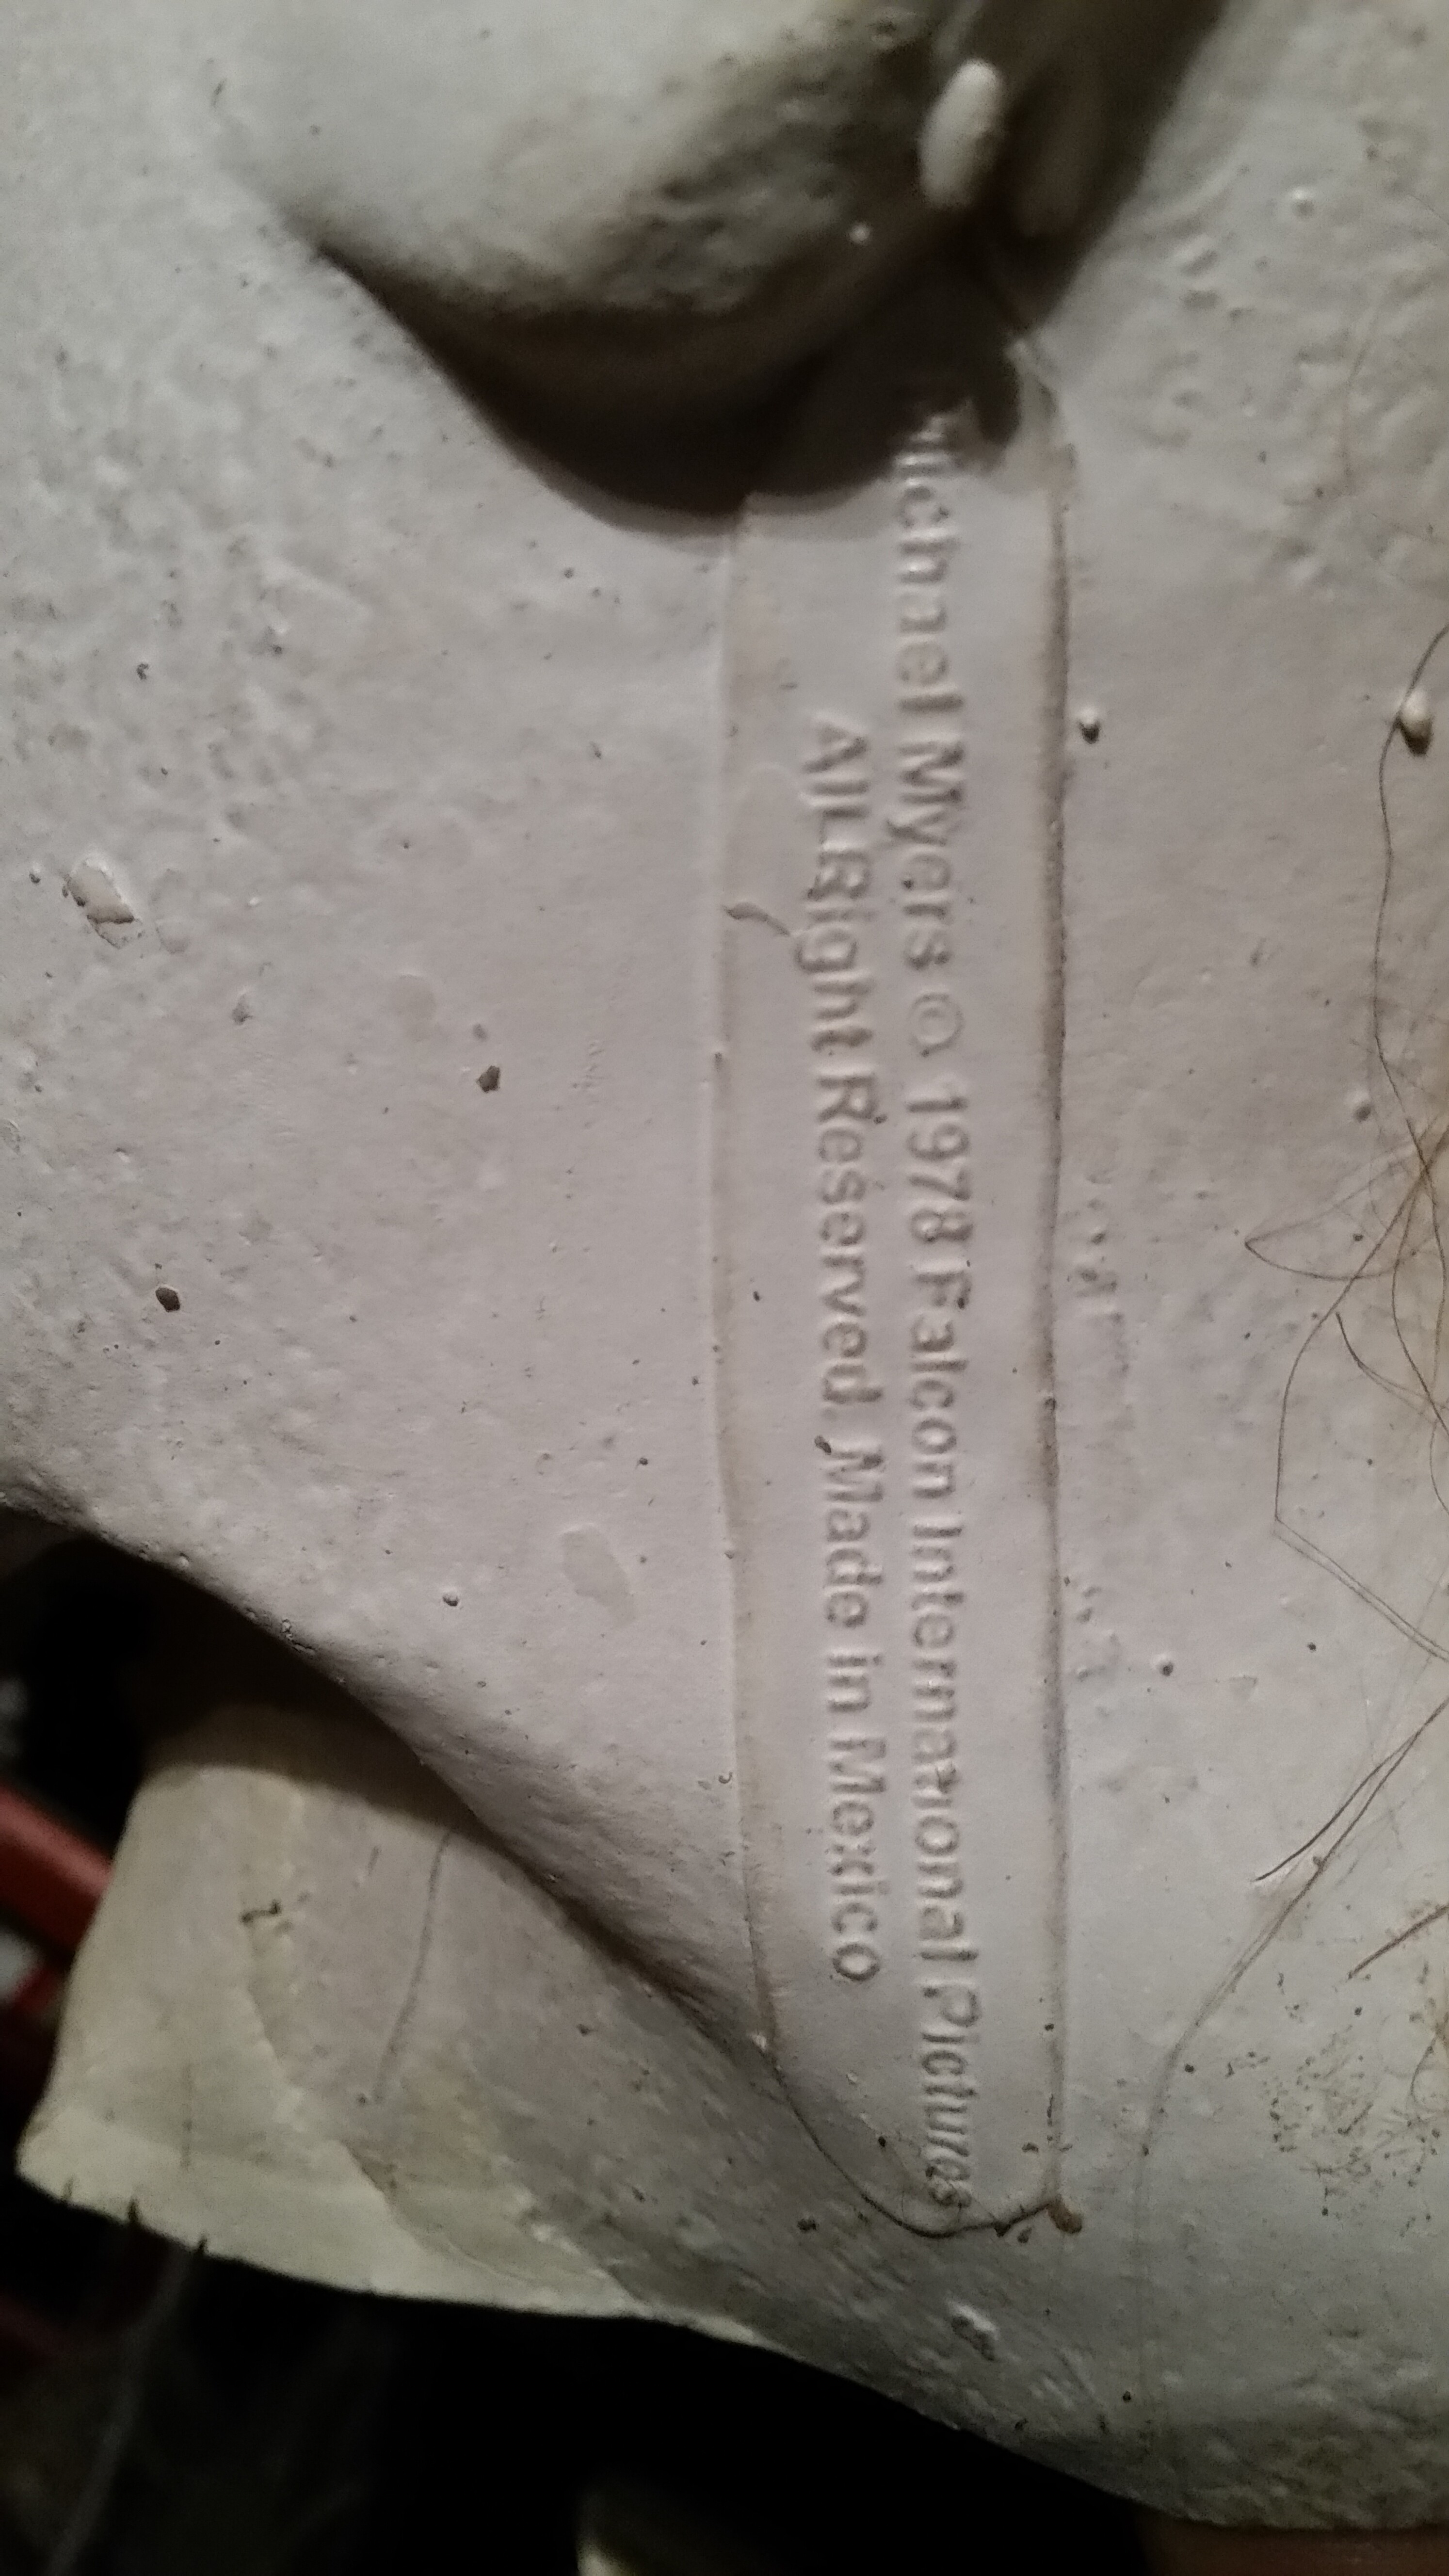 Michael Myers © 1978 Falcon International Pictures
All Right Reserved. Made in Mexico